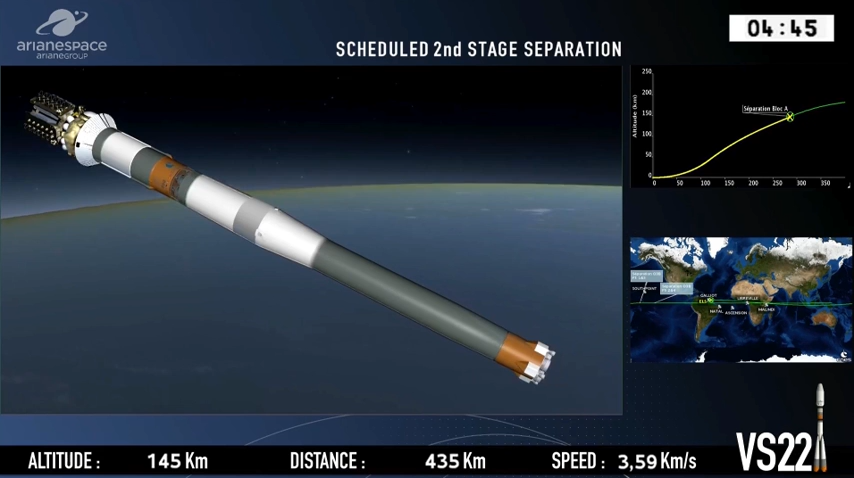 arianespace
ARIANEGROUP
SCHEDULED 2nd STAGE SEPARATION
04:45
Altitude (km)
250
200
150
100
50
0
Séparation Bloc A
0 50 100 150 200 250 300 350
SOUTHPOINT
GALLIOT
LIBREVILLE
NATAL
ASCENSION
MALINDI
ALTITUDE : 145 Km DISTANCE : 435 Km SPEED : 3,59 Km/s
VS22